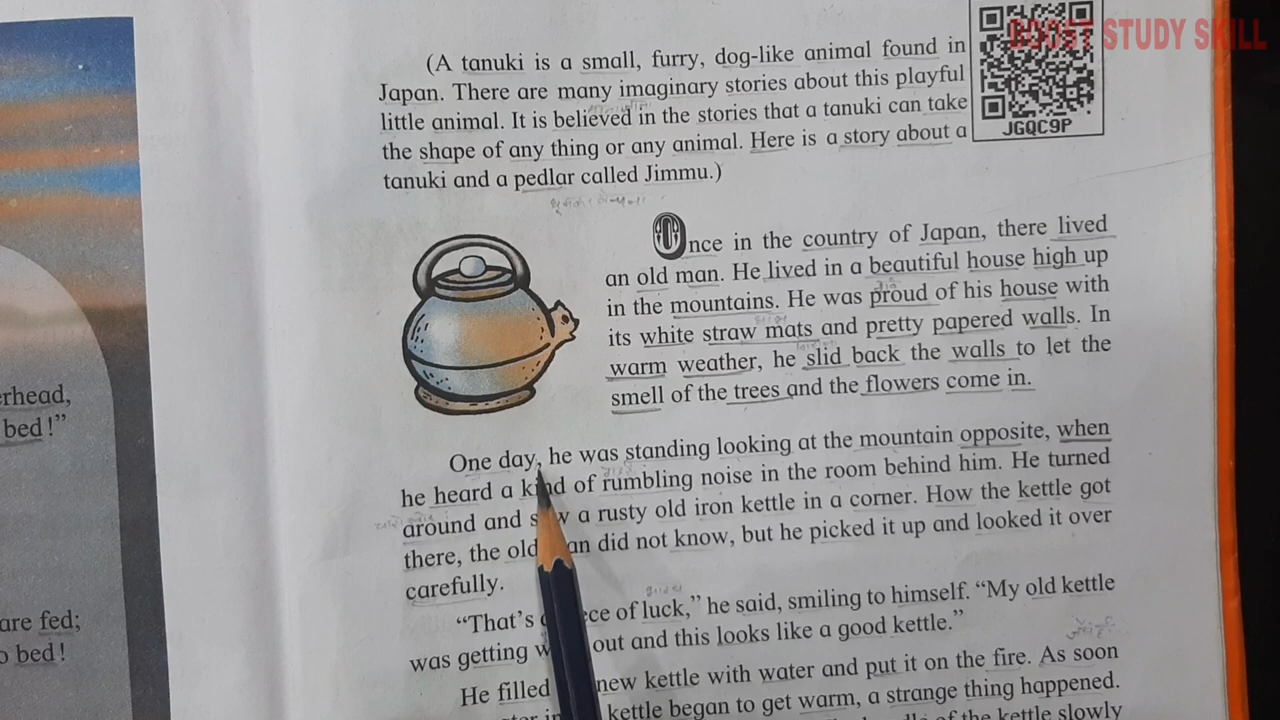 BOOST STUDY SKILL
JGQC9P
(A tanuki is a small, furry, dog-like animal found in
Japan. There are many imaginary stories about this playful
little animal. It is believed in the stories that a tanuki can take
the shape of any thing or any animal. Here is a story about a
tanuki and a pedlar called Jimmu.)
Once in the country of Japan, there lived
an old man. He lived in a beautiful house high up
in the mountains. He was proud of his house with
its white straw mats and pretty papered walls. In
warm weather, he slid back the walls to let the
smell of the trees and the flowers come in.
One day, he was standing looking at the mountain opposite, when
he heard a kind of rumbling noise in the room behind him. He turned
around and saw a rusty old iron kettle in a corner. How the kettle got
there, the old man did not know, but he picked it up and looked it over
carefully.
"That's a piece of luck," he said, smiling to himself. "My old kettle
was getting out and this looks like a good kettle."
He filled new kettle with water and put it on the fire. As soon
kettle began to get warm, a strange thing happened.
of the kettle slowly
erhead,
bed!"
are fed;
bed!